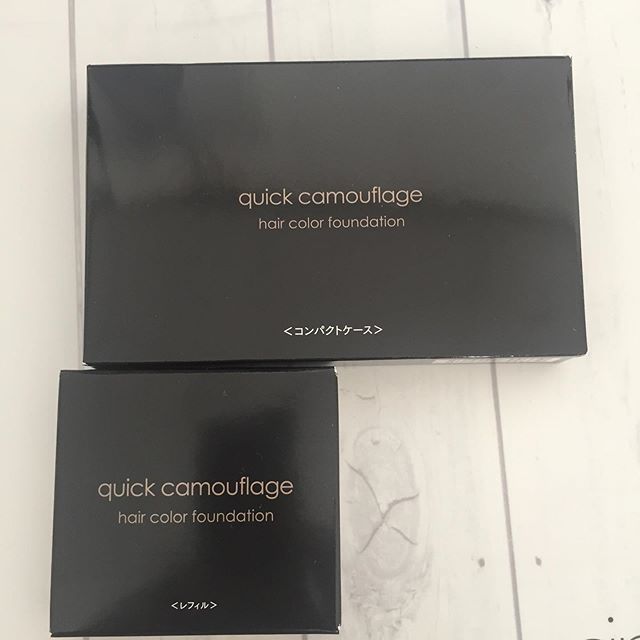 quick camouflage
hair color foundation
<コンパクトケース>
quick camouflage
hair color foundation
<レフィル>